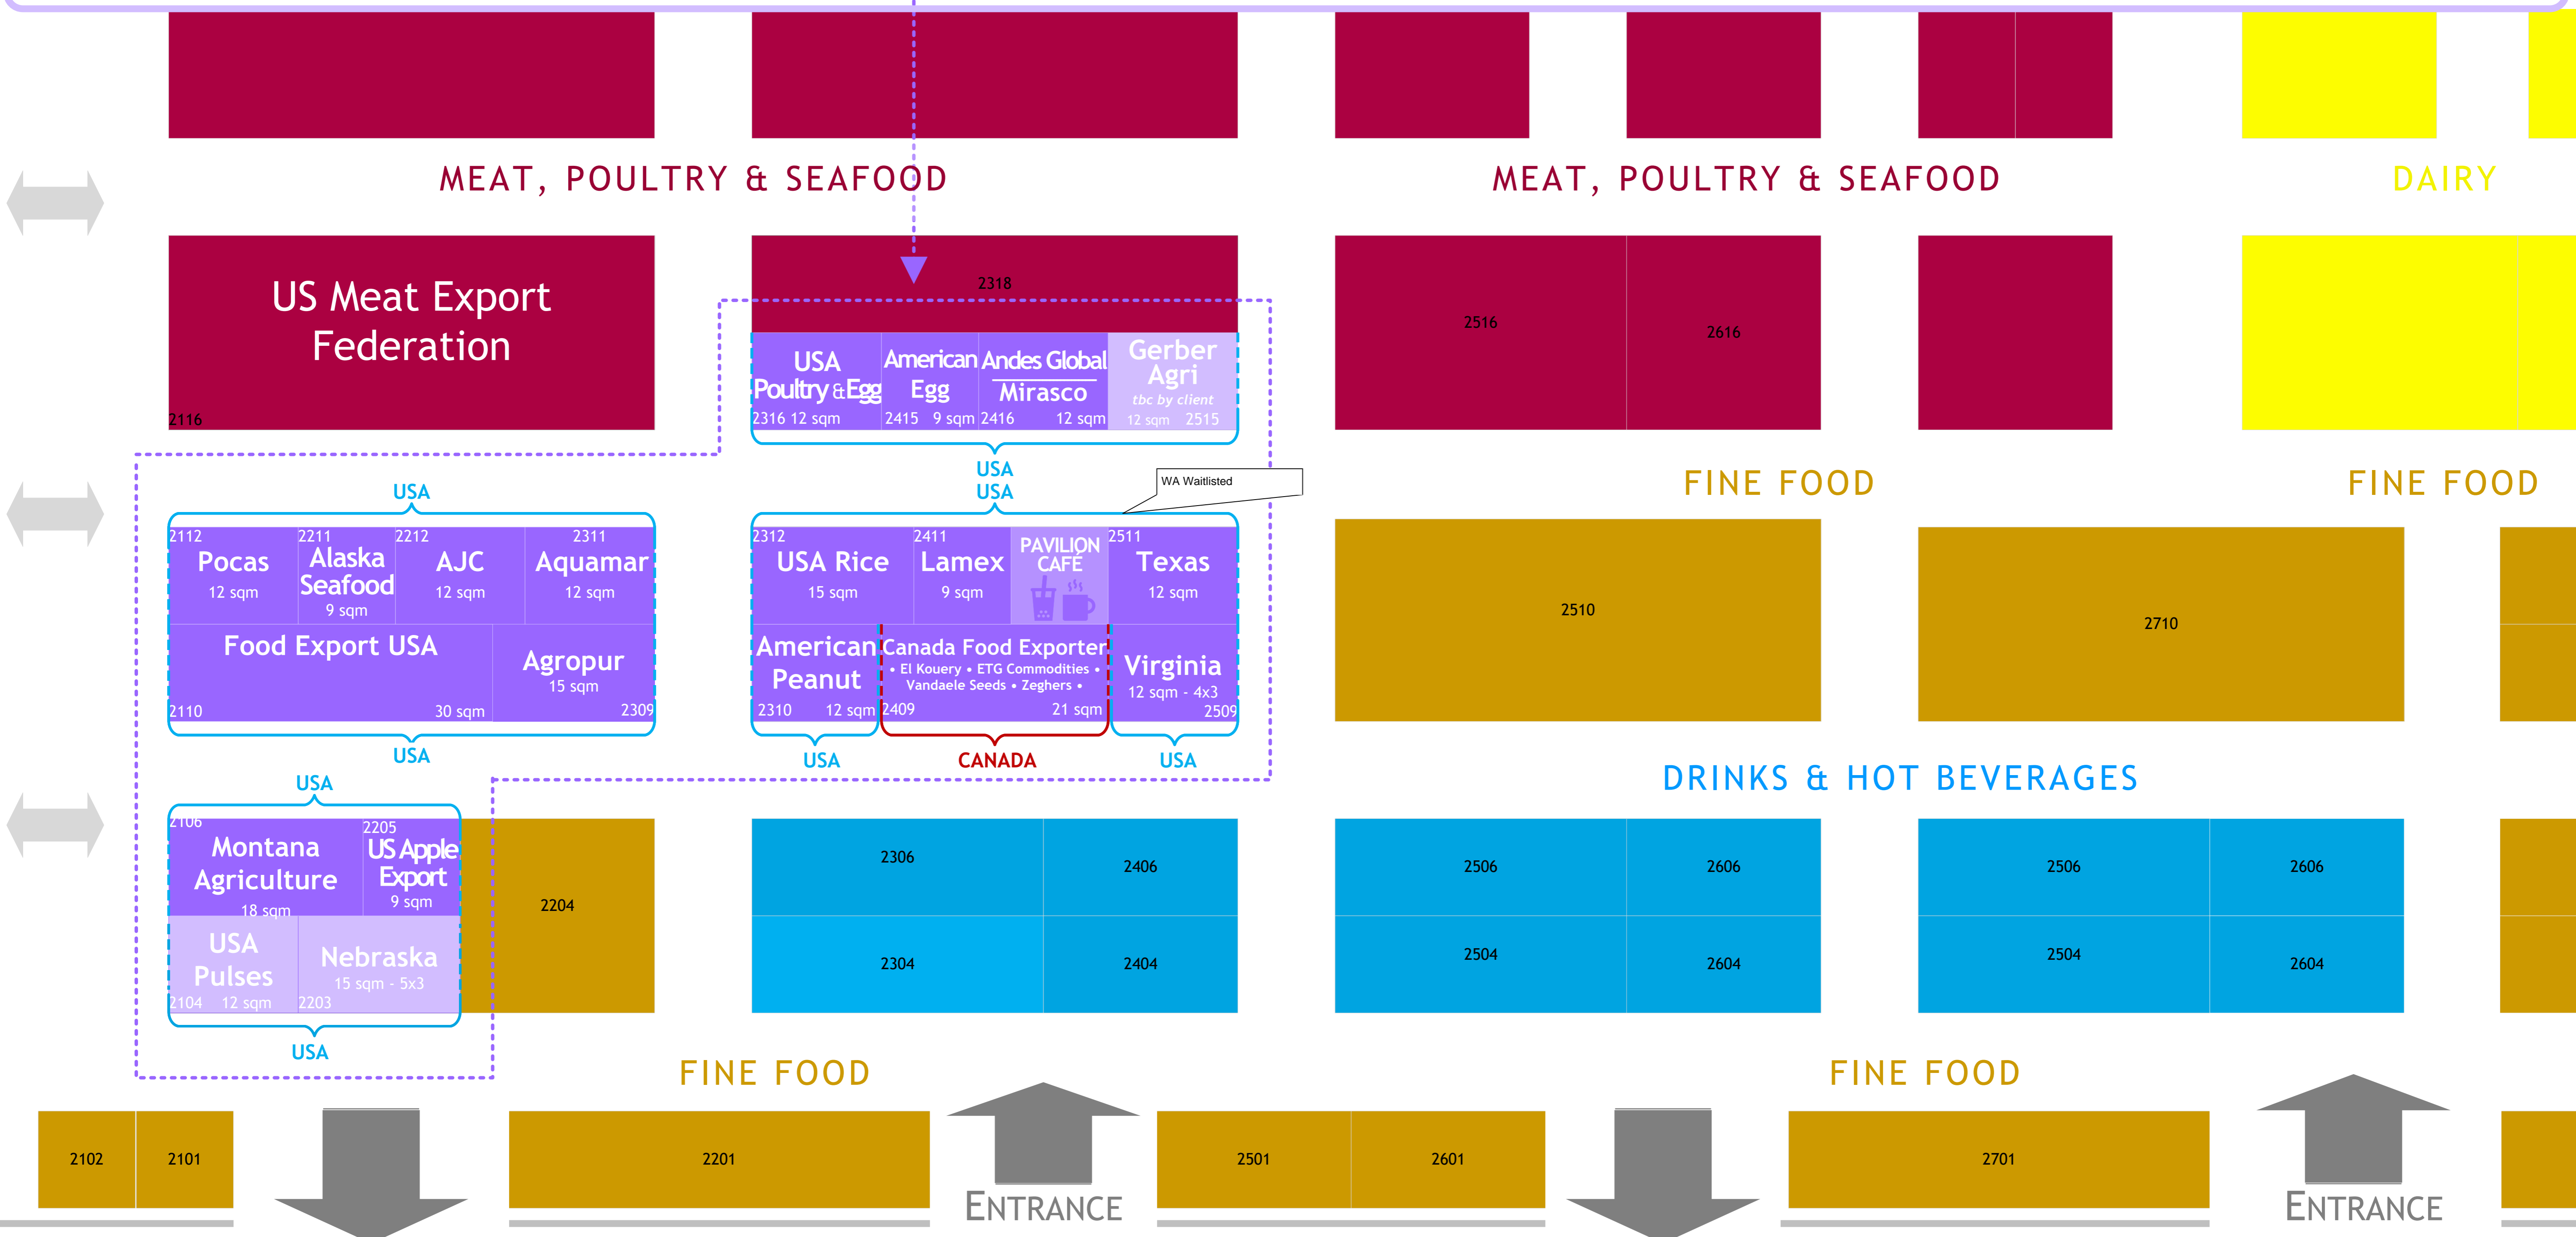 MEAT, POULTRY & SEAFOOD
MEAT, POULTRY & SEAFOOD
DAIRY
US Meat Export
Federation
2116
2318
USA
Poultry & Egg
2316 12 sqm
American
Egg
2415 9 sqm
Andes Global
Mirasco
2416 12 sqm
Gerber
Agri
tbc by client
12 sqm 2515
USA
2516
2616
FINE FOOD
FINE FOOD
USA
2112
Pocas
12 sqm
2211
Alaska
Seafood
9 sqm
2212
AJC
12 sqm
2311
Aquamar
12 sqm
Food Export USA
2110 30 sqm
Agropur
15 sqm
2309
USA
USA
WA Waitlisted
2312
USA Rice
15 sqm
2411
Lamex
9 sqm
PAVILION
CAFÉ
2511
Texas
12 sqm
American
Peanut
2310 12 sqm
Canada Food Exporter
• El Kouery • ETG Commodities •
Vandaele Seeds • Zeghers •
2409 21 sqm
Virginia
12 sqm - 4x3
2509
USA
CANADA
USA
2510
2710
DRINKS & HOT BEVERAGES
USA
2106
Montana
Agriculture
18 sqm
2205
US Apple
Export
9 sqm
USA
Pulses
2104 12 sqm
Nebraska
15 sqm - 5x3
2203
USA
2204
2306
2406
2304
2404
2506
2606
2504
2604
2506
2606
2504
2604
FINE FOOD
FINE FOOD
2102
2101
2201
ENTRANCE
2501
2601
2701
ENTRANCE